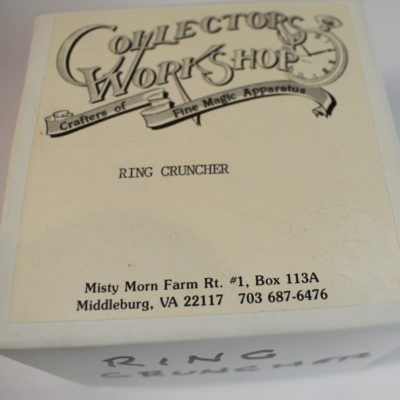 COLLECTORS
WORKSHOP
Crafters of Fine Magic Apparatus
RING CRUNCHER
Misty Morn Farm Rt. #1, Box 113A
Middleburg, VA 22117 703 687-6476
RING
CRUNCHER